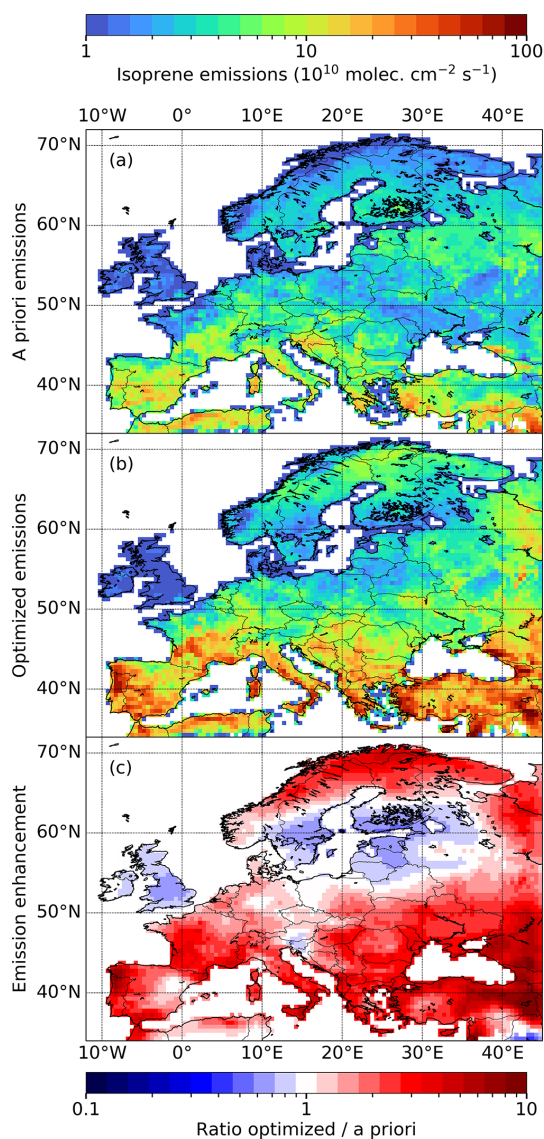 1 10 100
Isoprene emissions (10¹⁰ molec. cm⁻² s⁻¹)
10°W 0° 10°E 20°E 30°E 40°E
(a)
70°N
60°N
50°N
40°N
A priori emissions
(b)
70°N
60°N
50°N
40°N
Optimized emissions
(c)
70°N
60°N
50°N
40°N
Emission enhancement
10°W 0° 10°E 20°E 30°E 40°E
0.1 1 10
Ratio optimized / a priori